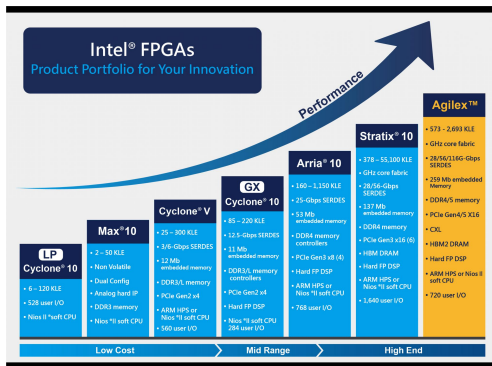 Intel® FPGAs
Product Portfolio for Your Innovation
Performance
LP
Cyclone® 10
• 6 – 120 KLE
• 528 user I/O
• Nios II *soft CPU
Max®10
• 2 – 50 KLE
• Non Volatile
• Dual Config
• Analog hard IP
• DDR3 memory
• Nios *II soft CPU
Cyclone® V
• 25 – 300 KLE
• 3/6-Gbps SERDES
• 12 Mb
embedded memory
• DDR3/L memory
• PCIe Gen2 x4
• ARM HPS or
Nios *II soft CPU
• 560 user I/O
GX
Cyclone® 10
• 85 – 220 KLE
• 12.5-Gbps SERDES
• 11 Mb
embedded memory
• DDR3/L memory
controllers
• PCIe Gen2 x4
• Hard FP DSP
• Nios *II soft CPU
284 user I/O
Arria® 10
• 160 – 1,150 KLE
• 25-Gbps
SERDES
• 53 Mb
embedded memory
• DDR4 memory
controllers
• PCIe Gen3 x8 (4)
• Hard FP DSP
• ARM HPS or
Nios *II soft CPU
• 768 user I/O
Stratix® 10
• 378 – 55,100 KLE
• GHz core fabric
• 28/56-Gbps
SERDES
• 137 Mb
embedded memory
• DDR4 memory
• PCIe Gen3 x16 (6)
• HBM DRAM
• Hard FP DSP
• ARM HPS or
Nios *II soft CPU
• 1,640 user I/O
Agilex™
• 573 - 2,693 KLE
• GHz core fabric
• 28/56/116G-Gbps
SERDES
• 259 Mb embedded
Memory
• DDR4/5 memory
• PCIe Gen4/5 X16
• CXL
• HBM2 DRAM
• Hard FP DSP
• ARM HPS or Nios II
soft CPU
• 720 user I/O
Low Cost
Mid Range
High End